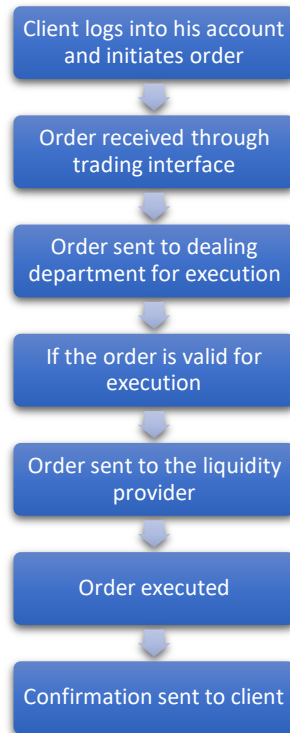 Client logs into his account
and initiates order
Order received through
trading interface
Order sent to dealing
department for execution
If the order is valid for
execution
Order sent to the liquidity
provider
Order executed
Confirmation sent to client